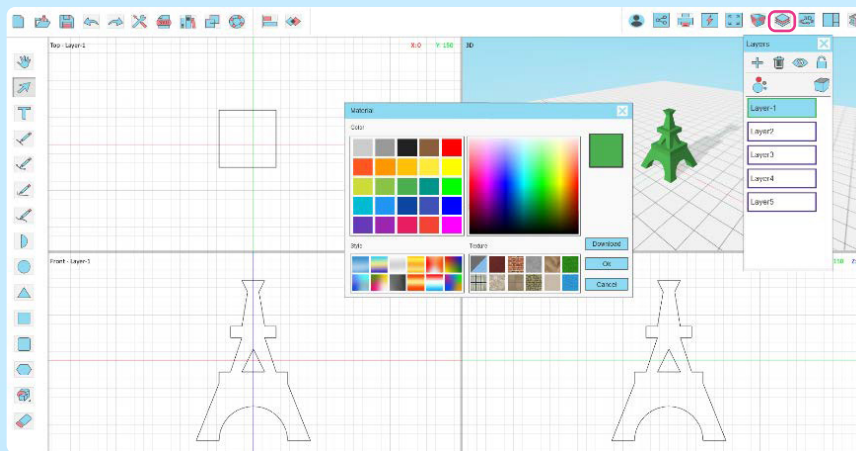 Top - Layer-1
X:0 Y: 150
3D
Layers
Layer-1
Layer2
Layer3
Layer4
Layer5
Material
Color
Style
Texture
Download
Ok
Cancel
Front - Layer-1
150